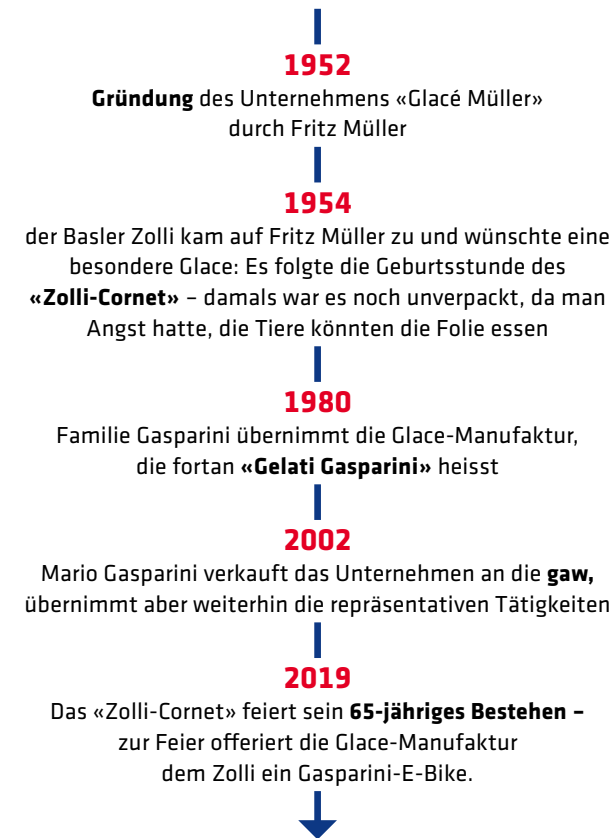 1952
Gründung des Unternehmens «Glacé Müller»
durch Fritz Müller
1954
der Basler Zolli kam auf Fritz Müller zu und wünschte eine
besondere Glace: Es folgte die Geburtsstunde des
«Zolli-Cornet» – damals war es noch unverpackt, da man
Angst hatte, die Tiere könnten die Folie essen
1980
Familie Gasparini übernimmt die Glace-Manufaktur,
die fortan «Gelati Gasparini» heisst
2002
Mario Gasparini verkauft das Unternehmen an die gaw,
übernimmt aber weiterhin die repräsentativen Tätigkeiten
2019
Das «Zolli-Cornet» feiert sein 65-jähriges Bestehen –
zur Feier offeriert die Glace-Manufaktur
dem Zolli ein Gasparini-E-Bike.